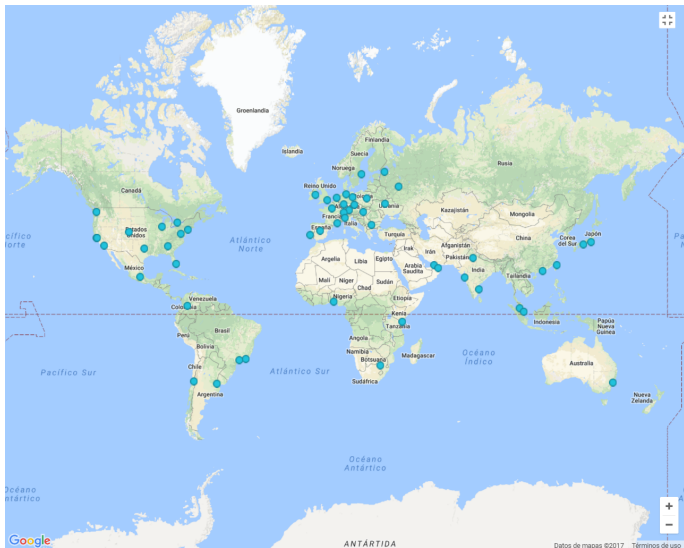 Groenlandia
Finlandia
Islandia
Suecia
Noruega
Rusia
Canadá
Reino Unido
Ucrania
Kazajistán
Mongolia
cífico
orte
Estados
Unidos
Atlántico
Norte
Francia
Italia
España
Turquía
China
Corea
del Sur
Japón
Irak
Irán
Afganistán
Pakistán
Argelia
Libia
Egipto
Arabia
Saudita
México
Malí
Níger
Chad
Sudán
India
Tailandia
Nigeria
Etiopía
Venezuela
Colombia
Kenia
Tanzania
Indonesia
Papúa
Nueva
Guinea
Perú
Brasil
Bolivia
Angola
Namibia
Botsuana
Madagascar
Océano
Índico
Australia
Pacífico Sur
Chile
Atlántico Sur
Sudáfrica
Argentina
Nueva
Zelanda
Océano
Antártico
Océano
ntártico
+
−
ANTÁRTIDA
Google
Datos de mapas ©2017 Términos de uso